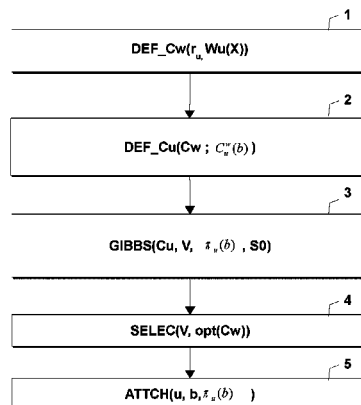 1
DEF_Cw(r_u, Wu(X))
2
DEF_Cu(Cw ; C_u^w(b) )
3
GIBBS(Cu, V, π_u(b) , S0)
4
SELEC(V, opt(Cw))
5
ATTCH(u, b,π_u(b) )